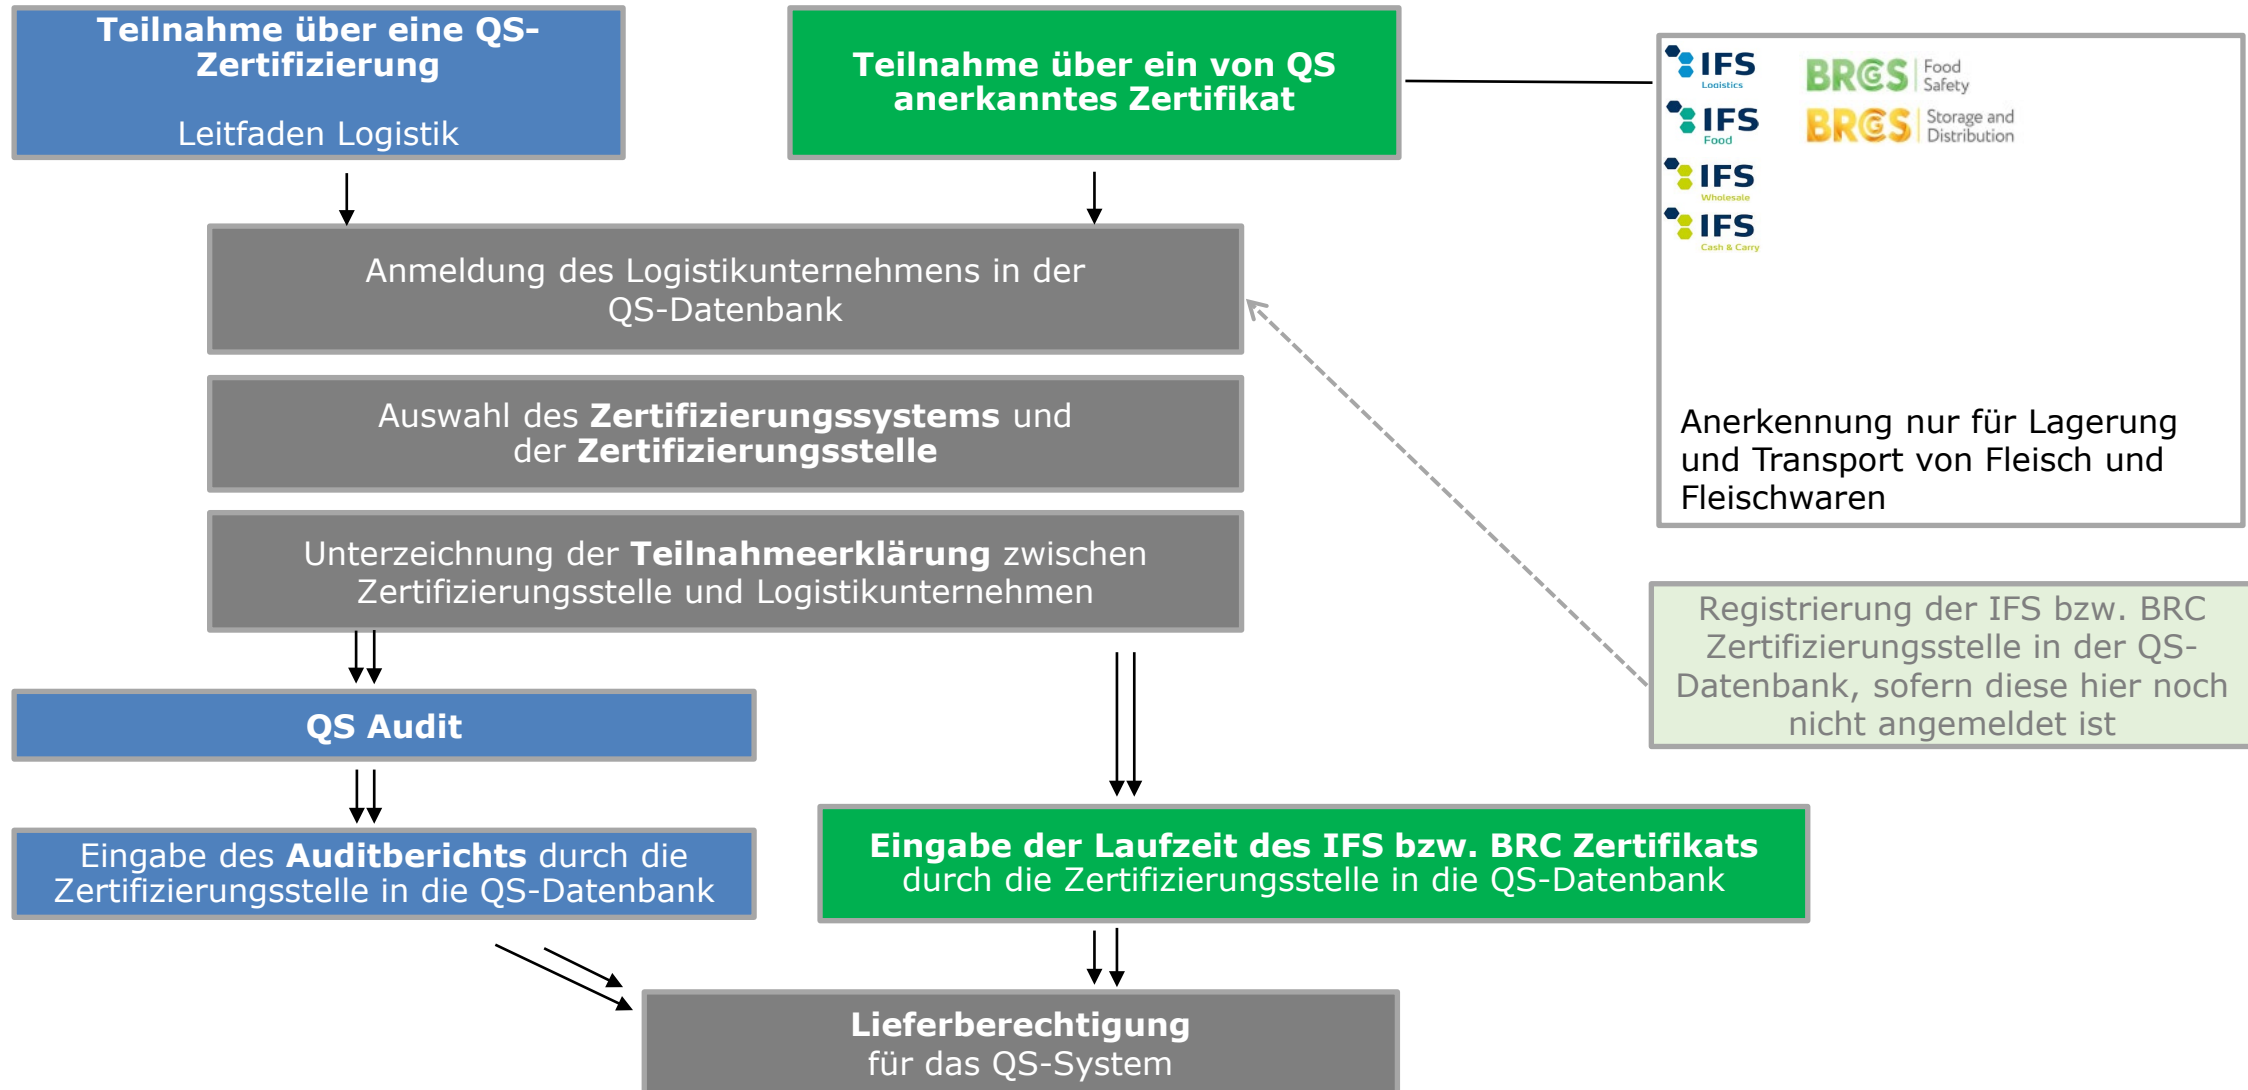 Teilnahme über eine QS-
Zertifizierung
Leitfaden Logistik
Teilnahme über ein von QS
anerkanntes Zertifikat
IFS
Logistics
IFS
Food
IFS
Wholesale
IFS
Cash & Carry
BRCGS Food
Safety
BRCGS Storage and
Distribution
Anerkennung nur für Lagerung
und Transport von Fleisch und
Fleischwaren
Anmeldung des Logistikunternehmens in der
QS-Datenbank
Auswahl des Zertifizierungssystems und
der Zertifizierungsstelle
Unterzeichnung der Teilnahmeerklärung zwischen
Zertifizierungsstelle und Logistikunternehmen
Registrierung der IFS bzw. BRC
Zertifizierungsstelle in der QS-
Datenbank, sofern diese hier noch
nicht angemeldet ist
QS Audit
Eingabe des Auditberichts durch die
Zertifizierungsstelle in die QS-Datenbank
Eingabe der Laufzeit des IFS bzw. BRC Zertifikats
durch die Zertifizierungsstelle in die QS-Datenbank
Lieferberechtigung
für das QS-System